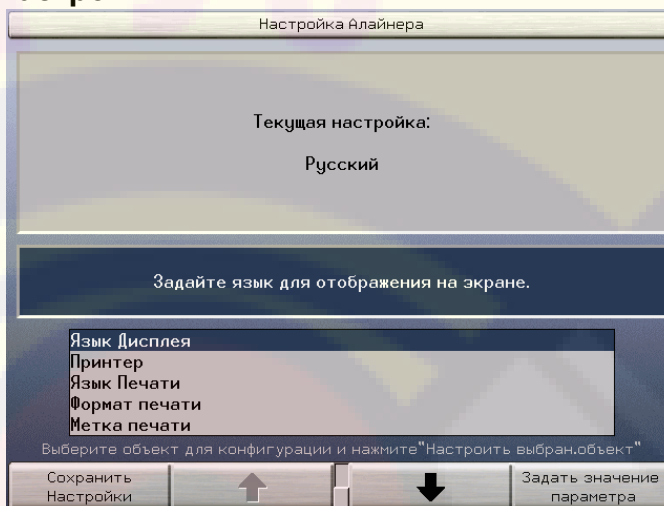 Настройка Алайнера
Текущая настройка:
Русский
Задайте язык для отображения на экране.
Язык Дисплея
Принтер
Язык Печати
Формат печати
Метка печати
Выберите объект для конфигурации и нажмите"Настроить выбран.объект"
Сохранить
Настройки
Задать значение
параметра